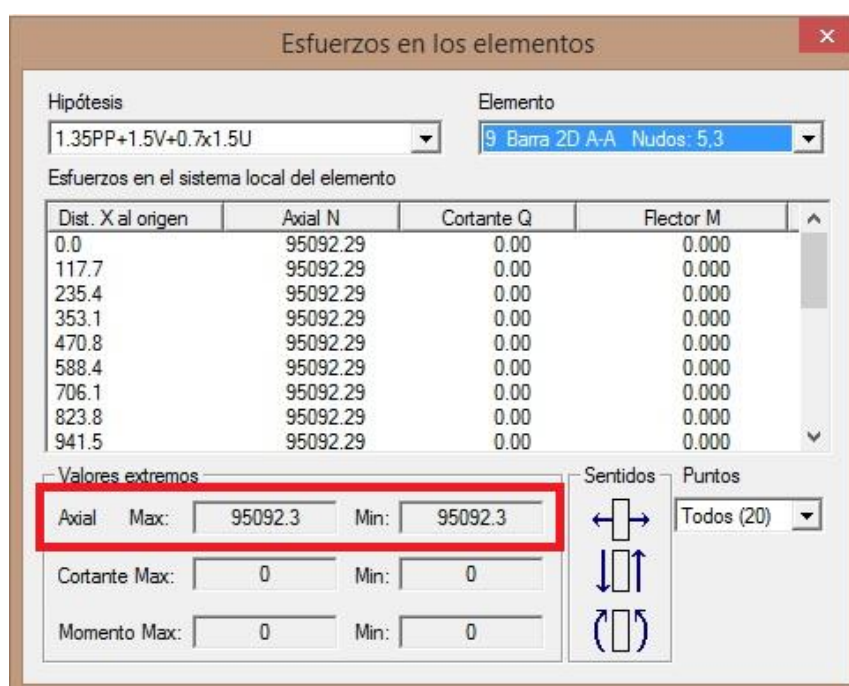 Esfuerzos en los elementos
×
Hipótesis Elemento
1.35PP+1.5V+0.7x1.5U 9 Barra 2D A-A Nudos: 5,3
Esfuerzos en el sistema local del elemento
Dist. X al origen Axial N Cortante Q Flector M
0.0 95092.29 0.00 0.000
117.7 95092.29 0.00 0.000
235.4 95092.29 0.00 0.000
353.1 95092.29 0.00 0.000
470.8 95092.29 0.00 0.000
588.4 95092.29 0.00 0.000
706.1 95092.29 0.00 0.000
823.8 95092.29 0.00 0.000
941.5 95092.29 0.00 0.000
Valores extremos Sentidos Puntos
Axial Max: 95092.3 Min: 95092.3 Todos (20)
Cortante Max: 0 Min: 0
Momento Max: 0 Min: 0